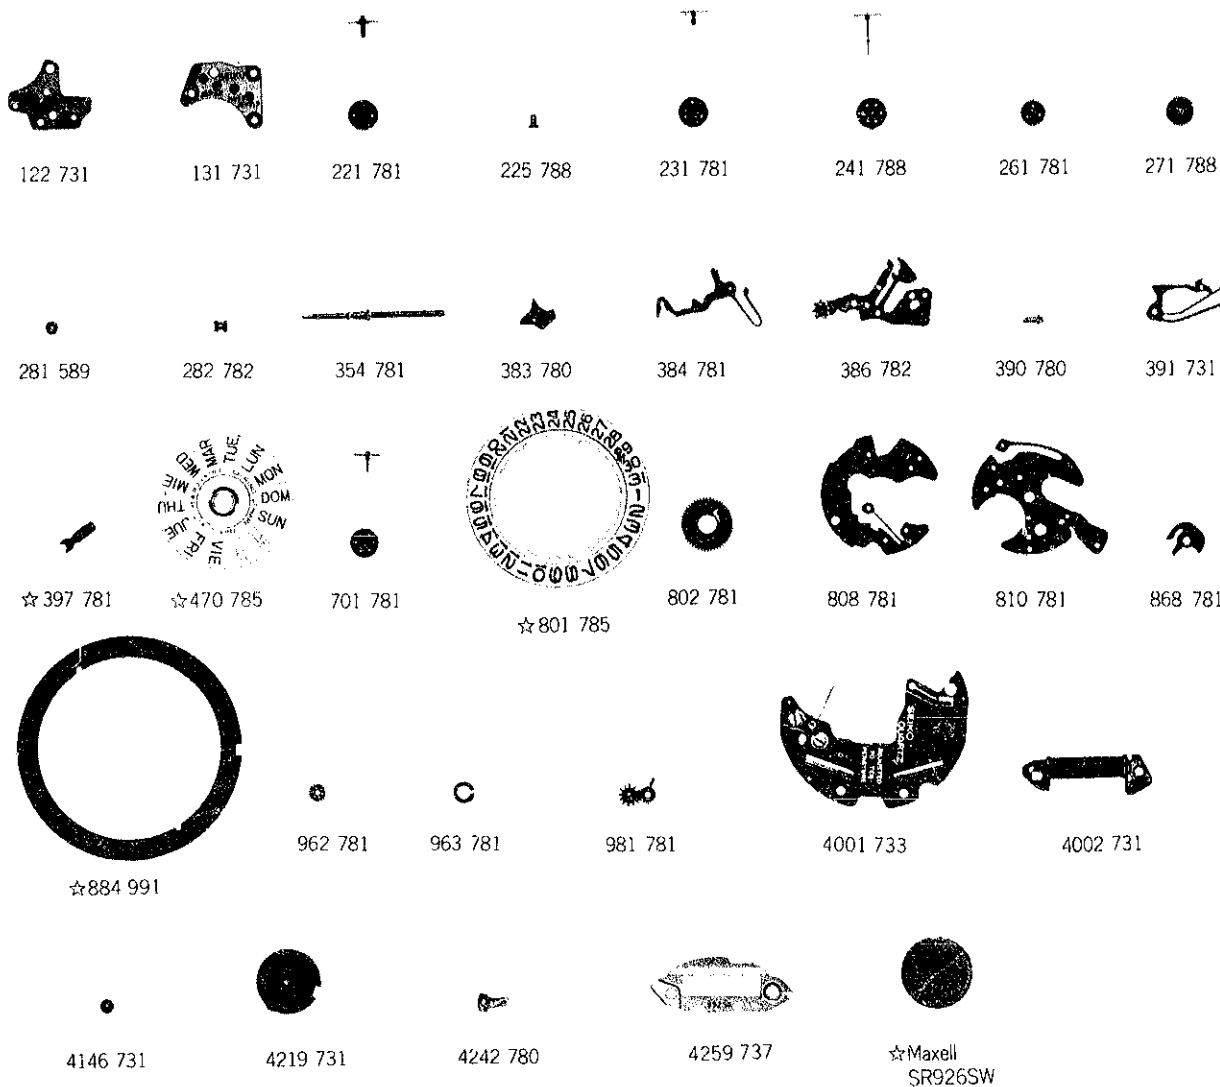 122 731 131 731 221 781 225 788 231 781 241 788 261 781 271 788
281 589 282 782 354 781 383 780 384 781 386 782 390 780 391 731
MAR TUE. LUN MON DOM SUN VIE FRI JUE THU MIE. WED
☆397 781 ☆470 785 701 781 802 781 808 781 810 781 868 781
☆801 785
SEIKO
QUARTZ
962 781 963 781 981 781 4001 733 4002 731
☆884 991
4146 731 4219 731 4242 780 4259 737 ☆Maxell
SR926SW